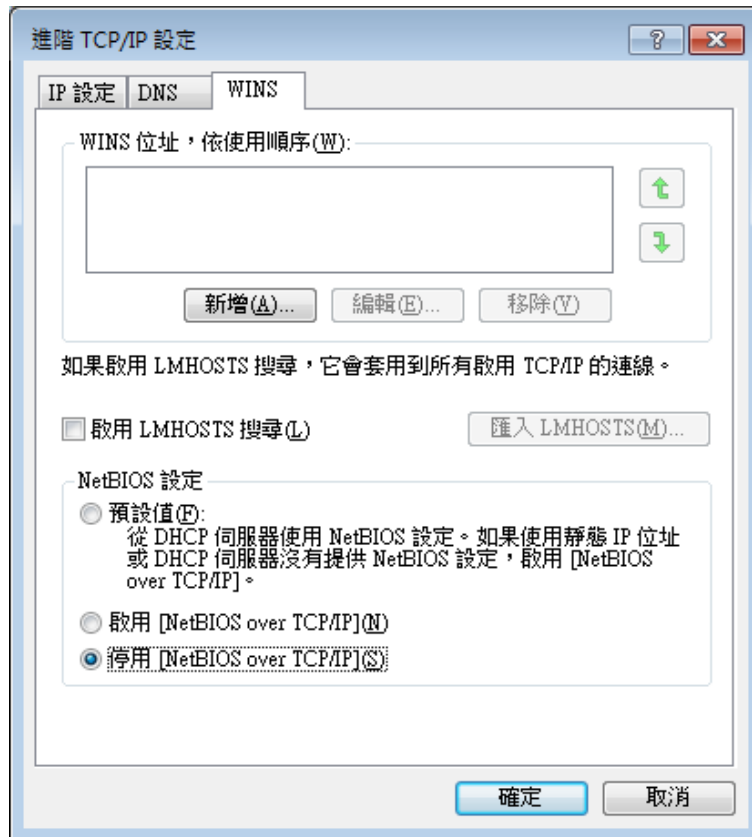 進階 TCP/IP 設定
IP 設定 DNS WINS
WINS 位址，依使用順序(W):
新增(A)... 編輯(E)... 移除(V)
如果啟用 LMHOSTS 搜尋，它會套用到所有啟用 TCP/IP 的連線。
啟用 LMHOSTS 搜尋(L) 匯入 LMHOSTS(M)...
NetBIOS 設定
預設值(F):
從 DHCP 伺服器使用 NetBIOS 設定。如果使用靜態 IP 位址
或 DHCP 伺服器沒有提供 NetBIOS 設定，啟用 [NetBIOS
over TCP/IP]。
啟用 [NetBIOS over TCP/IP](N)
停用 [NetBIOS over TCP/IP](S)
確定 取消